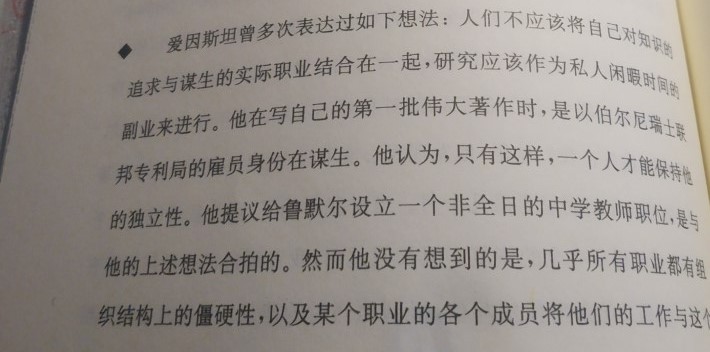 ◆ 爱因斯坦曾多次表达过如下想法：人们不应该将自己对知识的
追求与谋生的实际职业结合在一起，研究应该作为私人闲暇时间的
副业来进行。他在写自己的第一批伟大著作时，是以伯尔尼瑞士联
邦专利局的雇员身份在谋生。他认为，只有这样，一个人才能保持他
的独立性。他提议给鲁默尔设立一个非全日的中学教师职位，是与
他的上述想法合拍的。然而他没有想到的是，几乎所有职业都有组
织结构上的僵硬性，以及某个职业的各个成员将他们的工作与这个